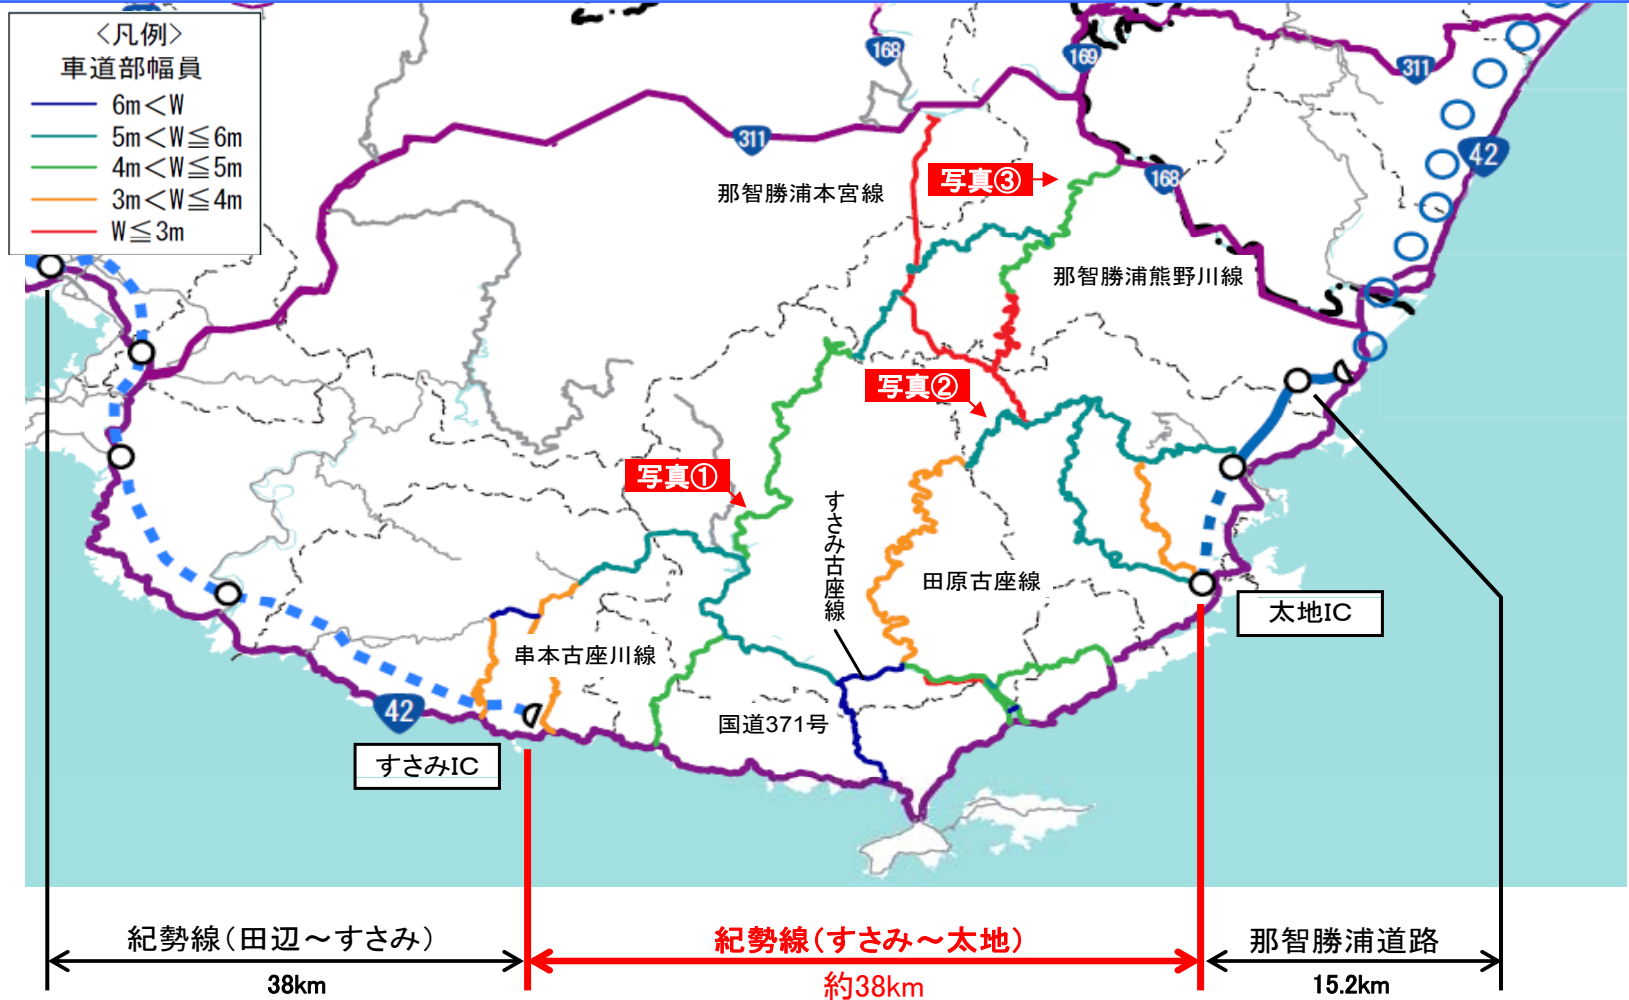 <凡例>
車道部幅員
6m＜W
5m＜W≦6m
4m＜W≦5m
3m＜W≦4m
W≦3m
168
169
311
42
311
168
那智勝浦本宮線
写真③
那智勝浦熊野川線
写真②
写真①
すさみ古座線
田原古座線
太地IC
串本古座川線
国道371号
42
すさみIC
紀勢線（田辺～すさみ）
38km
紀勢線（すさみ～太地）
約38km
那智勝浦道路
15.2km